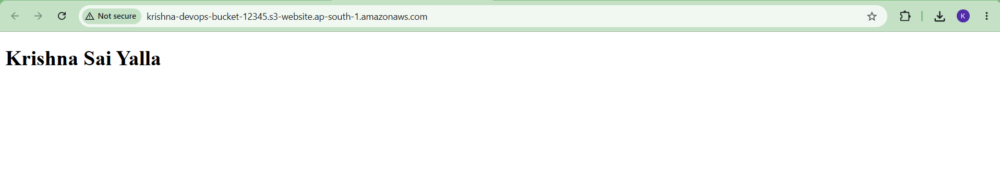 Not secure
krishna-devops-bucket-12345.s3-website.ap-south-1.amazonaws.com
K
Krishna Sai Yalla